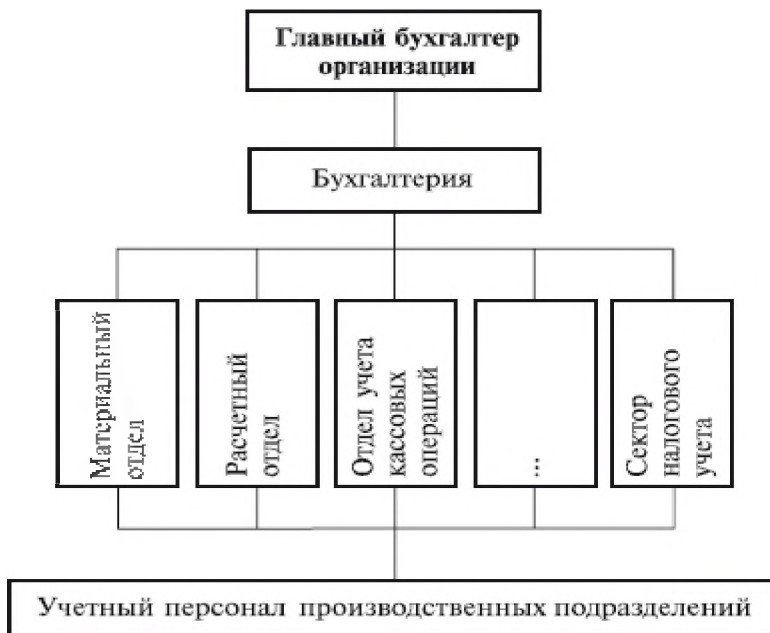 Главный бухгалтер
организации
Бухгалтерия
Материальный
отдел
Расчетный
отдел
Отдел учета
кассовых
операций
...
Сектор
налогового
учета
Учетный персонал производственных подразделений